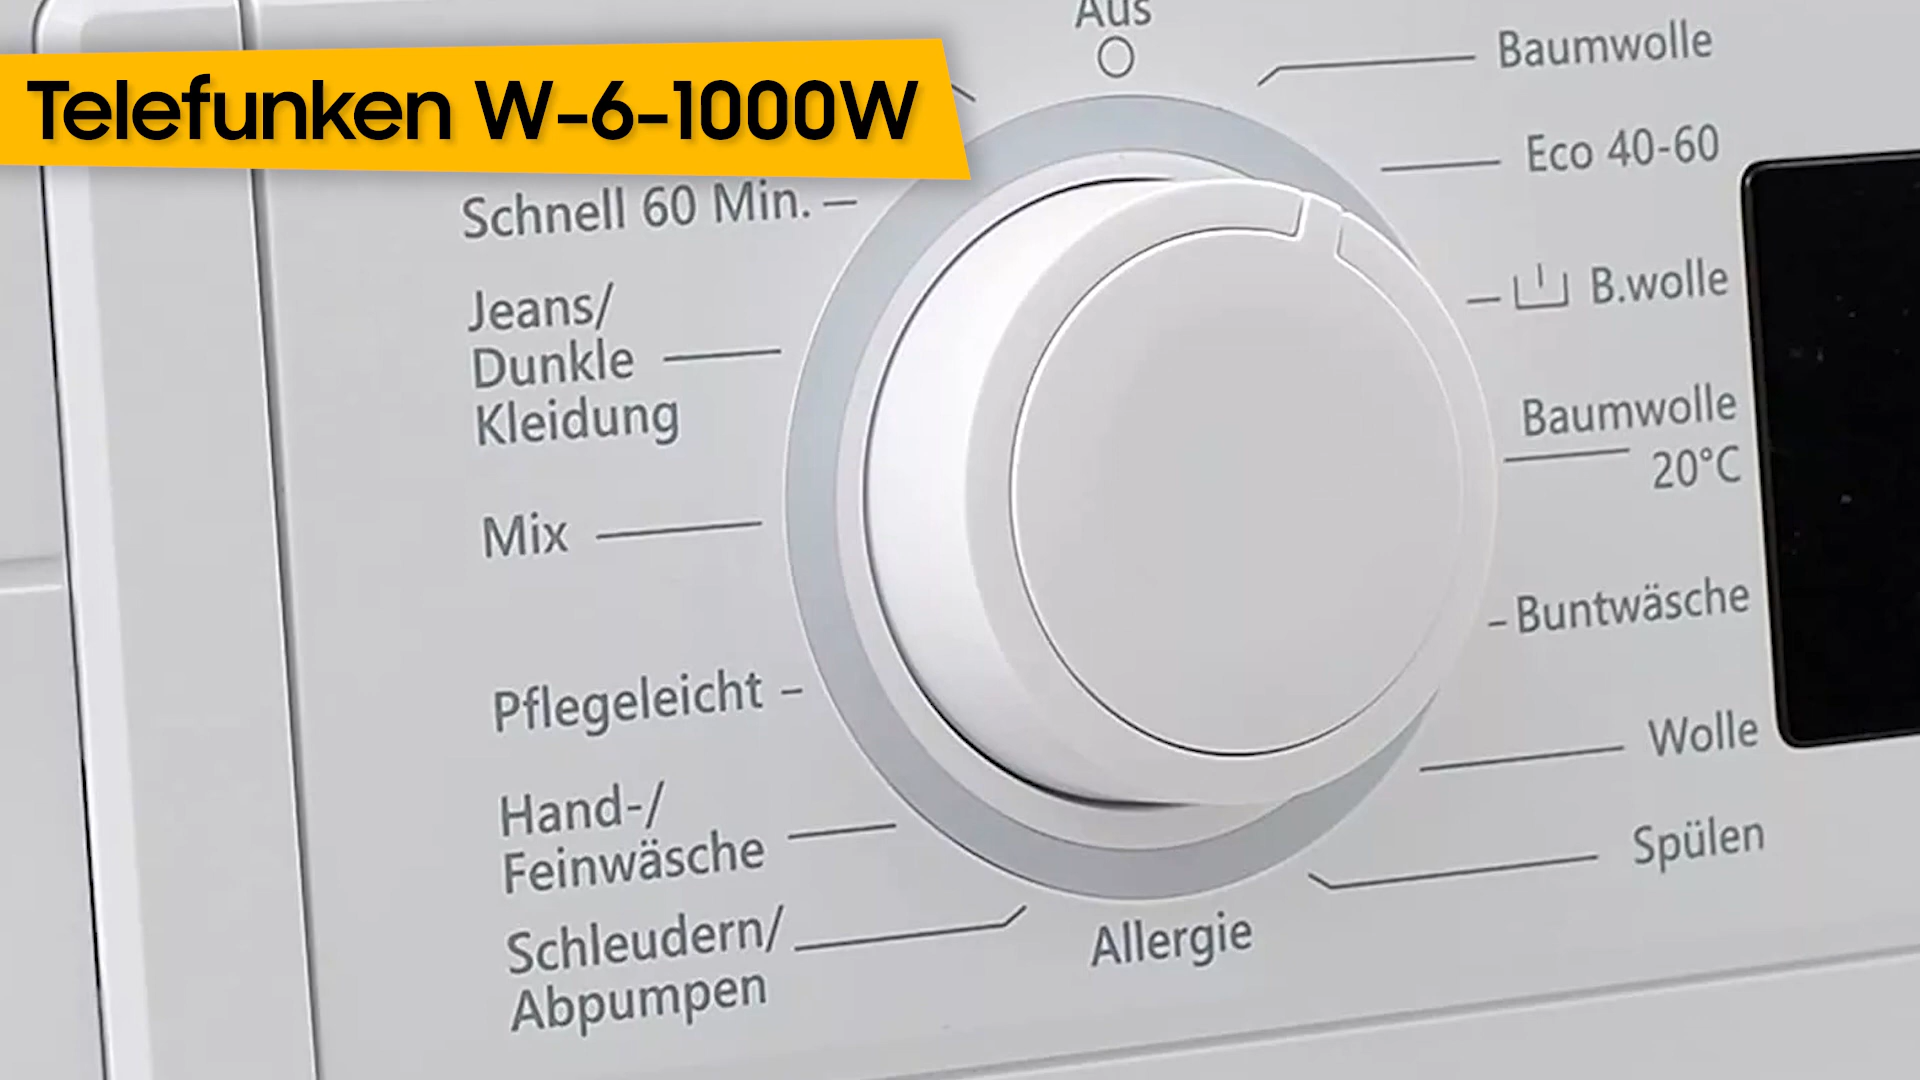 Telefunken W-6-1000W
Aus
Baumwolle
Eco 40-60
B.wolle
Baumwolle
20°C
Buntwäsche
Wolle
Spülen
Allergie
Schleudern/
Abpumpen
Hand-/
Feinwäsche
Pflegeleicht
Mix
Jeans/
Dunkle
Kleidung
Schnell 60 Min.